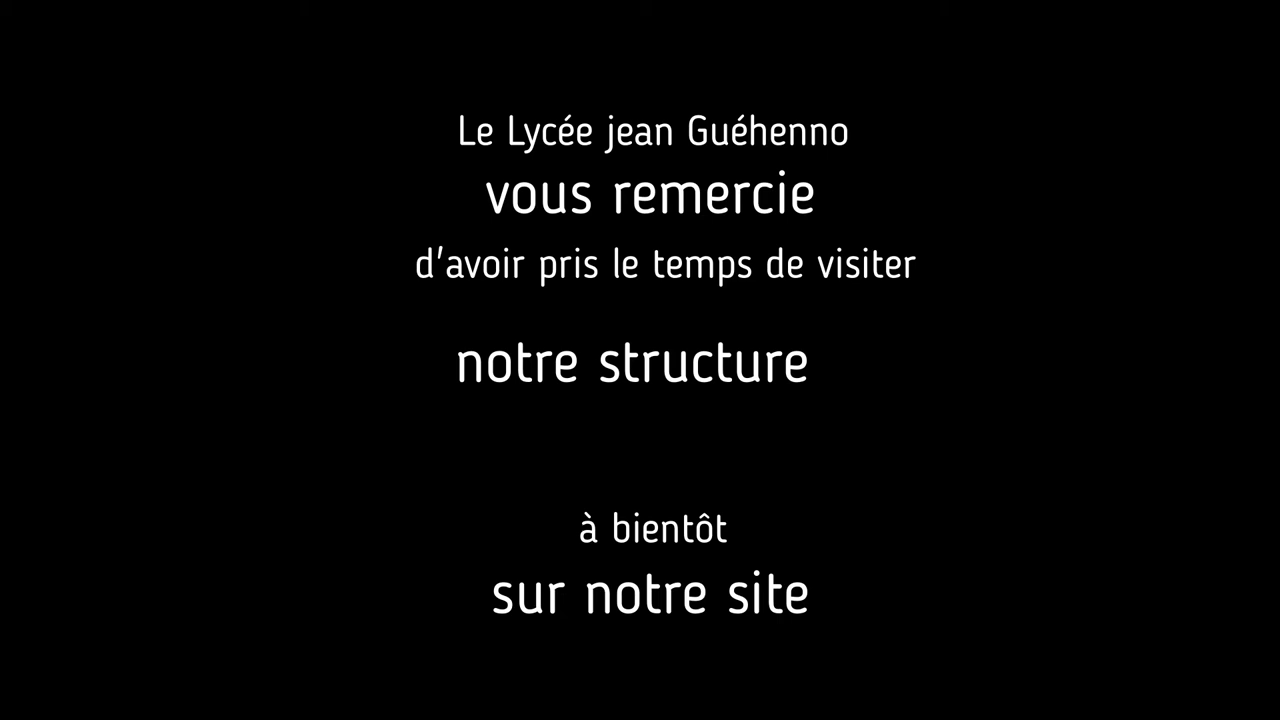 Le Lycée jean Guéhenno
vous remercie
d'avoir pris le temps de visiter
notre structure
à bientôt
sur notre site